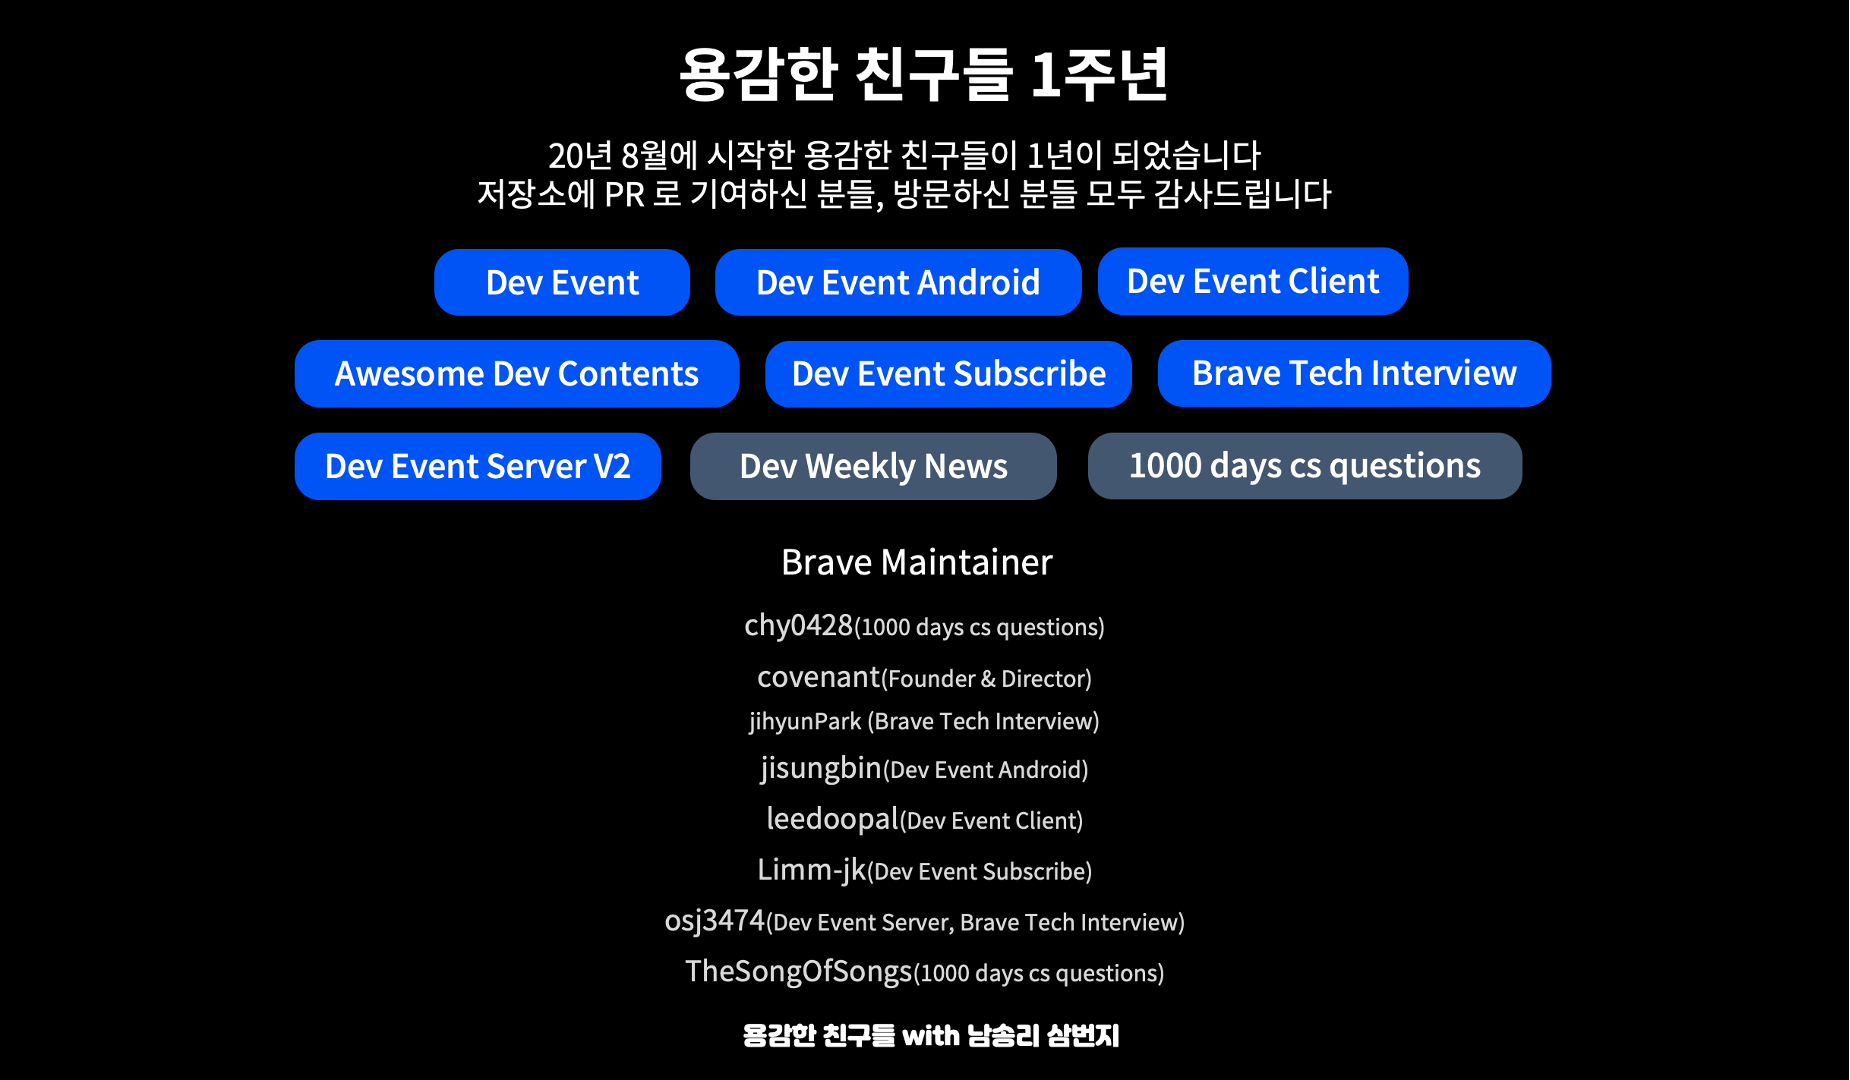 용감한 친구들 1주년
20년 8월에 시작한 용감한 친구들이 1년이 되었습니다
저장소에 PR 로 기여하신 분들, 방문하신 분들 모두 감사드립니다
Dev Event
Dev Event Android
Dev Event Client
Awesome Dev Contents
Dev Event Subscribe
Brave Tech Interview
Dev Event Server V2
Dev Weekly News
1000 days cs questions
Brave Maintainer
chy0428(1000 days cs questions)
covenant(Founder & Director)
jihyunPark (Brave Tech Interview)
jisungbin(Dev Event Android)
leedoopal(Dev Event Client)
Limm-jk(Dev Event Subscribe)
osj3474(Dev Event Server, Brave Tech Interview)
TheSongOfSongs(1000 days cs questions)
용감한 친구들 with 남송리 삼번지